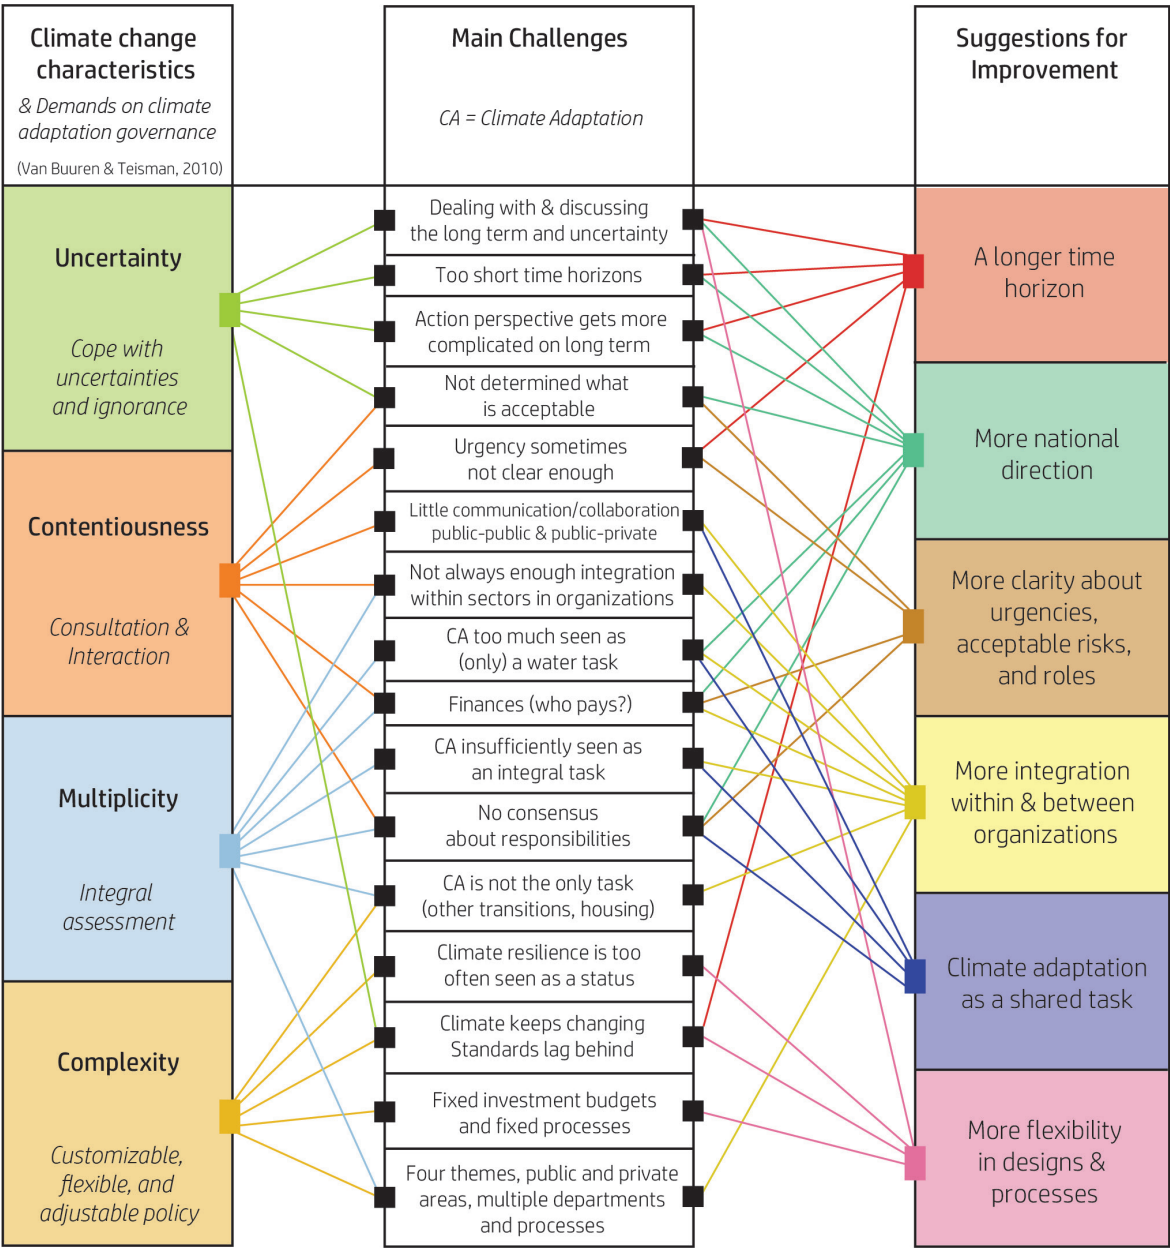 Climate change
characteristics
& Demands on climate
adaptation governance
(Van Buuren & Teisman, 2010)
Main Challenges
CA = Climate Adaptation
Suggestions for
Improvement
Uncertainty
Cope with
uncertainties
and ignorance
Contentiousness
Consultation &
Interaction
Multiplicity
Integral
assessment
Complexity
Customizable,
flexible, and
adjustable policy
Dealing with & discussing
the long term and uncertainty
Too short time horizons
Action perspective gets more
complicated on long term
Not determined what
is acceptable
Urgency sometimes
not clear enough
Little communication/collaboration
public-public & public-private
Not always enough integration
within sectors in organizations
CA too much seen as
(only) a water task
Finances (who pays?)
CA insufficiently seen as
an integral task
No consensus
about responsibilities
CA is not the only task
(other transitions, housing)
Climate resilience is too
often seen as a status
Climate keeps changing
Standards lag behind
Fixed investment budgets
and fixed processes
Four themes, public and private
areas, multiple departments
and processes
A longer time
horizon
More national
direction
More clarity about
urgencies,
acceptable risks,
and roles
More integration
within & between
organizations
Climate adaptation
as a shared task
More flexibility
in designs &
processes